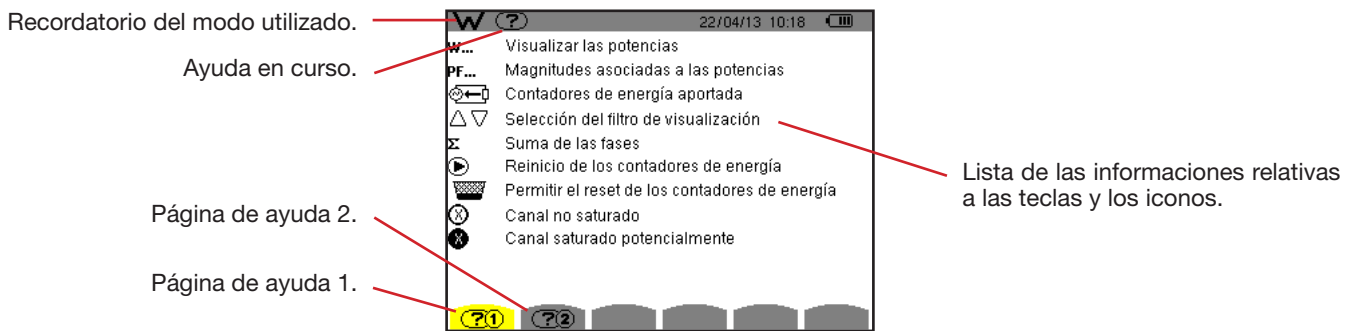 Recordatorio del modo utilizado.
Ayuda en curso.
Página de ayuda 2.
Página de ayuda 1.
W ? 22/04/13 10:18
W... Visualizar las potencias
PF... Magnitudes asociadas a las potencias
Contadores de energía aportada
Selección del filtro de visualización
Σ Suma de las fases
Reinicio de los contadores de energía
Permitir el reset de los contadores de energía
X Canal no saturado
X Canal saturado potencialmente
?1 ?2
Lista de las informaciones relativas
a las teclas y los iconos.